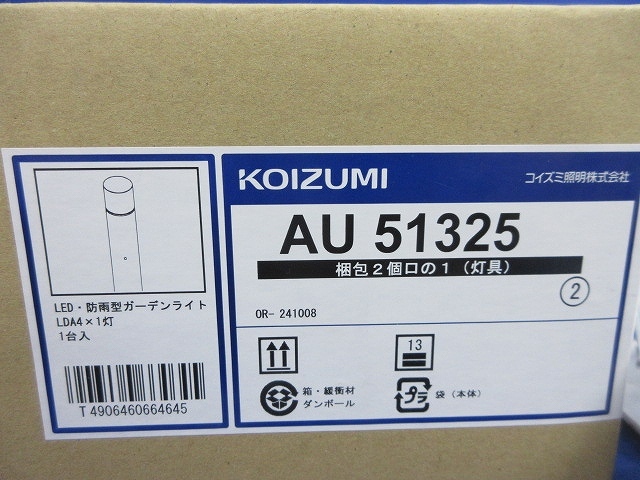 KOIZUMI
コイズミ照明株式会社
AU 51325
梱包2個口の1（灯具）
2
OR- 241008
LED・防雨型ガーデンライト
LDA4×1灯
1台入
T 4906460664645
13
箱・緩衝材
ダンボール
プラ
袋（本体）